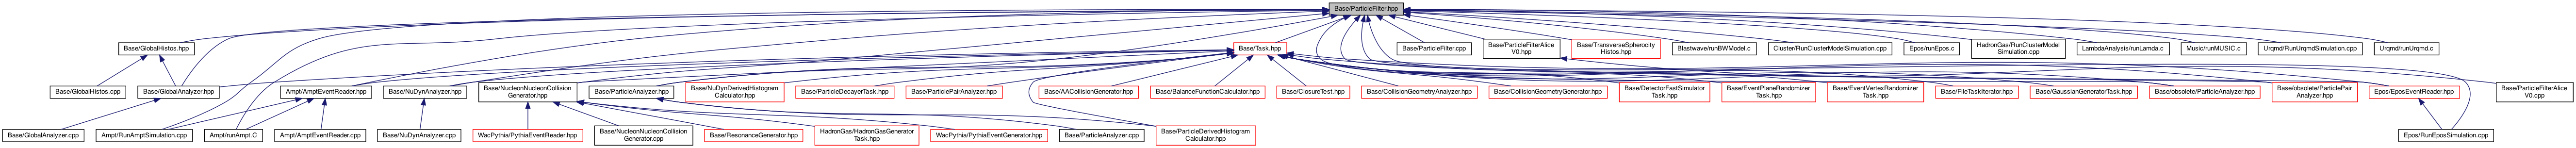 Base/ParticleFilter.hpp
Base/GlobalHistos.hpp
Base/Task.hpp
Base/ParticleFilter.cpp
Base/ParticleFilterAlice
V0.hpp
Base/TransverseSpherocity
Histos.hpp
Blastwave/runBWModel.c
Cluster/RunClusterModelSimulation.cpp
Epos/runEpos.c
HadronGas/RunClusterModel
Simulation.cpp
LambdaAnalysis/runLamda.c
Music/runMUSIC.c
Urqmd/RunUrqmdSimulation.cpp
Urqmd/runUrqmd.c
Base/GlobalHistos.cpp
Base/GlobalAnalyzer.hpp
Ampt/AmptEventReader.hpp
Base/NuDynAnalyzer.hpp
Base/NucleonNucleonCollision
Generator.hpp
Base/ParticleAnalyzer.hpp
Base/NuDynDerivedHistogram
Calculator.hpp
Base/ParticleDecayerTask.hpp
Base/ParticlePairAnalyzer.hpp
Base/AACollisionGenerator.hpp
Base/BalanceFunctionCalculator.hpp
Base/ClosureTest.hpp
Base/CollisionGeometryAnalyzer.hpp
Base/CollisionGeometryGenerator.hpp
Base/DetectorFastSimulator
Task.hpp
Base/EventPlaneRandomizer
Task.hpp
Base/EventVertexRandomizer
Task.hpp
Base/FileTaskIterator.hpp
Base/GaussianGeneratorTask.hpp
Base/obsolete/ParticleAnalyzer.hpp
Base/obsolete/ParticlePair
Analyzer.hpp
Epos/EposEventReader.hpp
Base/ParticleFilterAlice
V0.cpp
Base/GlobalAnalyzer.cpp
Ampt/RunAmptSimulation.cpp
Ampt/runAmpt.C
Ampt/AmptEventReader.cpp
Base/NuDynAnalyzer.cpp
WacPythia/PythiaEventReader.hpp
Base/NucleonNucleonCollision
Generator.cpp
Base/ResonanceGenerator.hpp
HadronGas/HadronGasGenerator
Task.hpp
WacPythia/PythiaEventGenerator.hpp
Base/ParticleAnalyzer.cpp
Base/ParticleDerivedHistogram
Calculator.hpp
Epos/RunEposSimulation.cpp